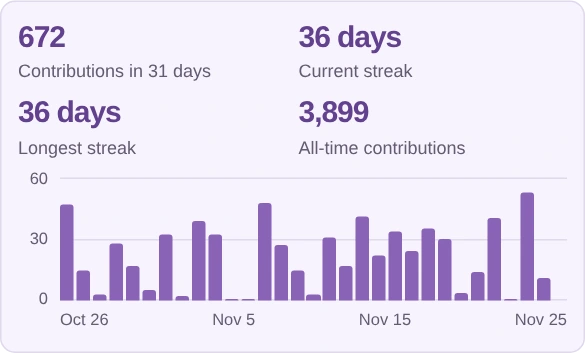 672
36 days
Contributions in 31 days
Current streak
36 days
3,899
Longest streak
All-time contributions
60
30
0
Oct 26
Nov 5
Nov 15
Nov 25